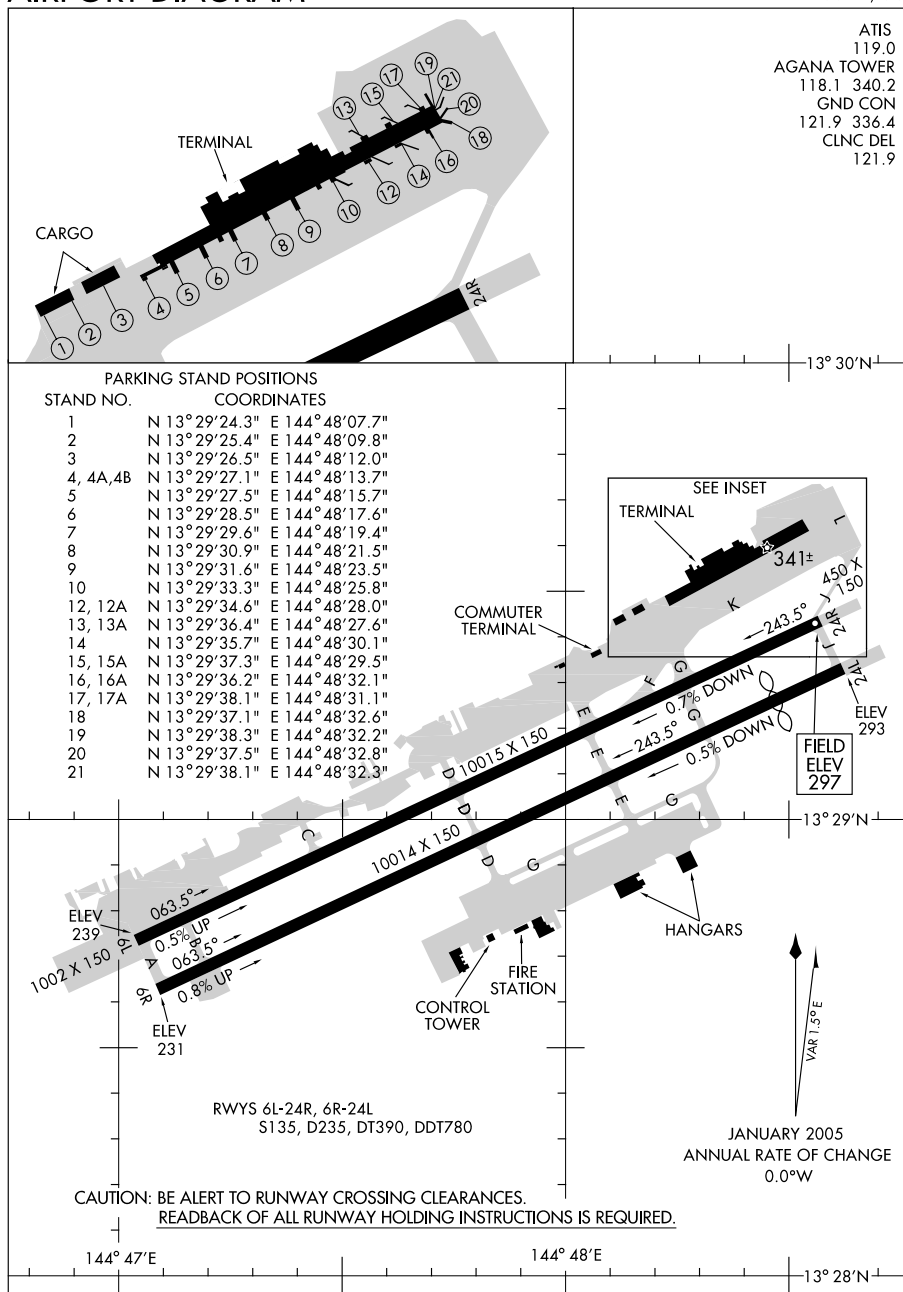 AIRPORT DIAGRAM
ATIS
119.0
AGANA TOWER
118.1 340.2
GND CON
121.9 336.4
CLNC DEL
121.9
TERMINAL
CARGO
1
2
3
4
5
6
7
8
9
10
12
14
16
18
13
15
17
19
21
20
24R
13° 30'N
PARKING STAND POSITIONS
STAND NO. COORDINATES
1 N 13°29'24.3" E 144°48'07.7"
2 N 13°29'25.4" E 144°48'09.8"
3 N 13°29'26.5" E 144°48'12.0"
4, 4A,4B N 13°29'27.1" E 144°48'13.7"
5 N 13°29'27.5" E 144°48'15.7"
6 N 13°29'28.5" E 144°48'17.6"
7 N 13°29'29.6" E 144°48'19.4"
8 N 13°29'30.9" E 144°48'21.5"
9 N 13°29'31.6" E 144°48'23.5"
10 N 13°29'33.3" E 144°48'25.8"
12, 12A N 13°29'34.6" E 144°48'28.0"
13, 13A N 13°29'36.4" E 144°48'27.6"
14 N 13°29'35.7" E 144°48'30.1"
15, 15A N 13°29'37.3" E 144°48'29.5"
16, 16A N 13°29'36.2" E 144°48'32.1"
17, 17A N 13°29'38.1" E 144°48'31.1"
18 N 13°29'37.1" E 144°48'32.6"
19 N 13°29'38.3" E 144°48'32.2"
20 N 13°29'37.5" E 144°48'32.8"
21 N 13°29'38.1" E 144°48'32.3"
SEE INSET
TERMINAL
L
341±
450 X
150
K
J
24R
243.5°
COMMUTER
TERMINAL
G
F
E
J
24L
0.7% DOWN
G
ELEV
293
243.5°
E
0.5% DOWN
FIELD
ELEV
297
10015 X 150
D
D
E
G
13° 29'N
C
10014 X 150
D
G
HANGARS
063.5°
0.5% UP
ELEV
239
6L
B
A
063.5°
0.8% UP
1002 X 150
6R
ELEV
231
CONTROL
TOWER
FIRE
STATION
VAR 1.5° E
RWYS 6L-24R, 6R-24L
S135, D235, DT390, DDT780
JANUARY 2005
ANNUAL RATE OF CHANGE
0.0°W
CAUTION: BE ALERT TO RUNWAY CROSSING CLEARANCES.
READBACK OF ALL RUNWAY HOLDING INSTRUCTIONS IS REQUIRED.
144° 47'E
144° 48'E
13° 28'N